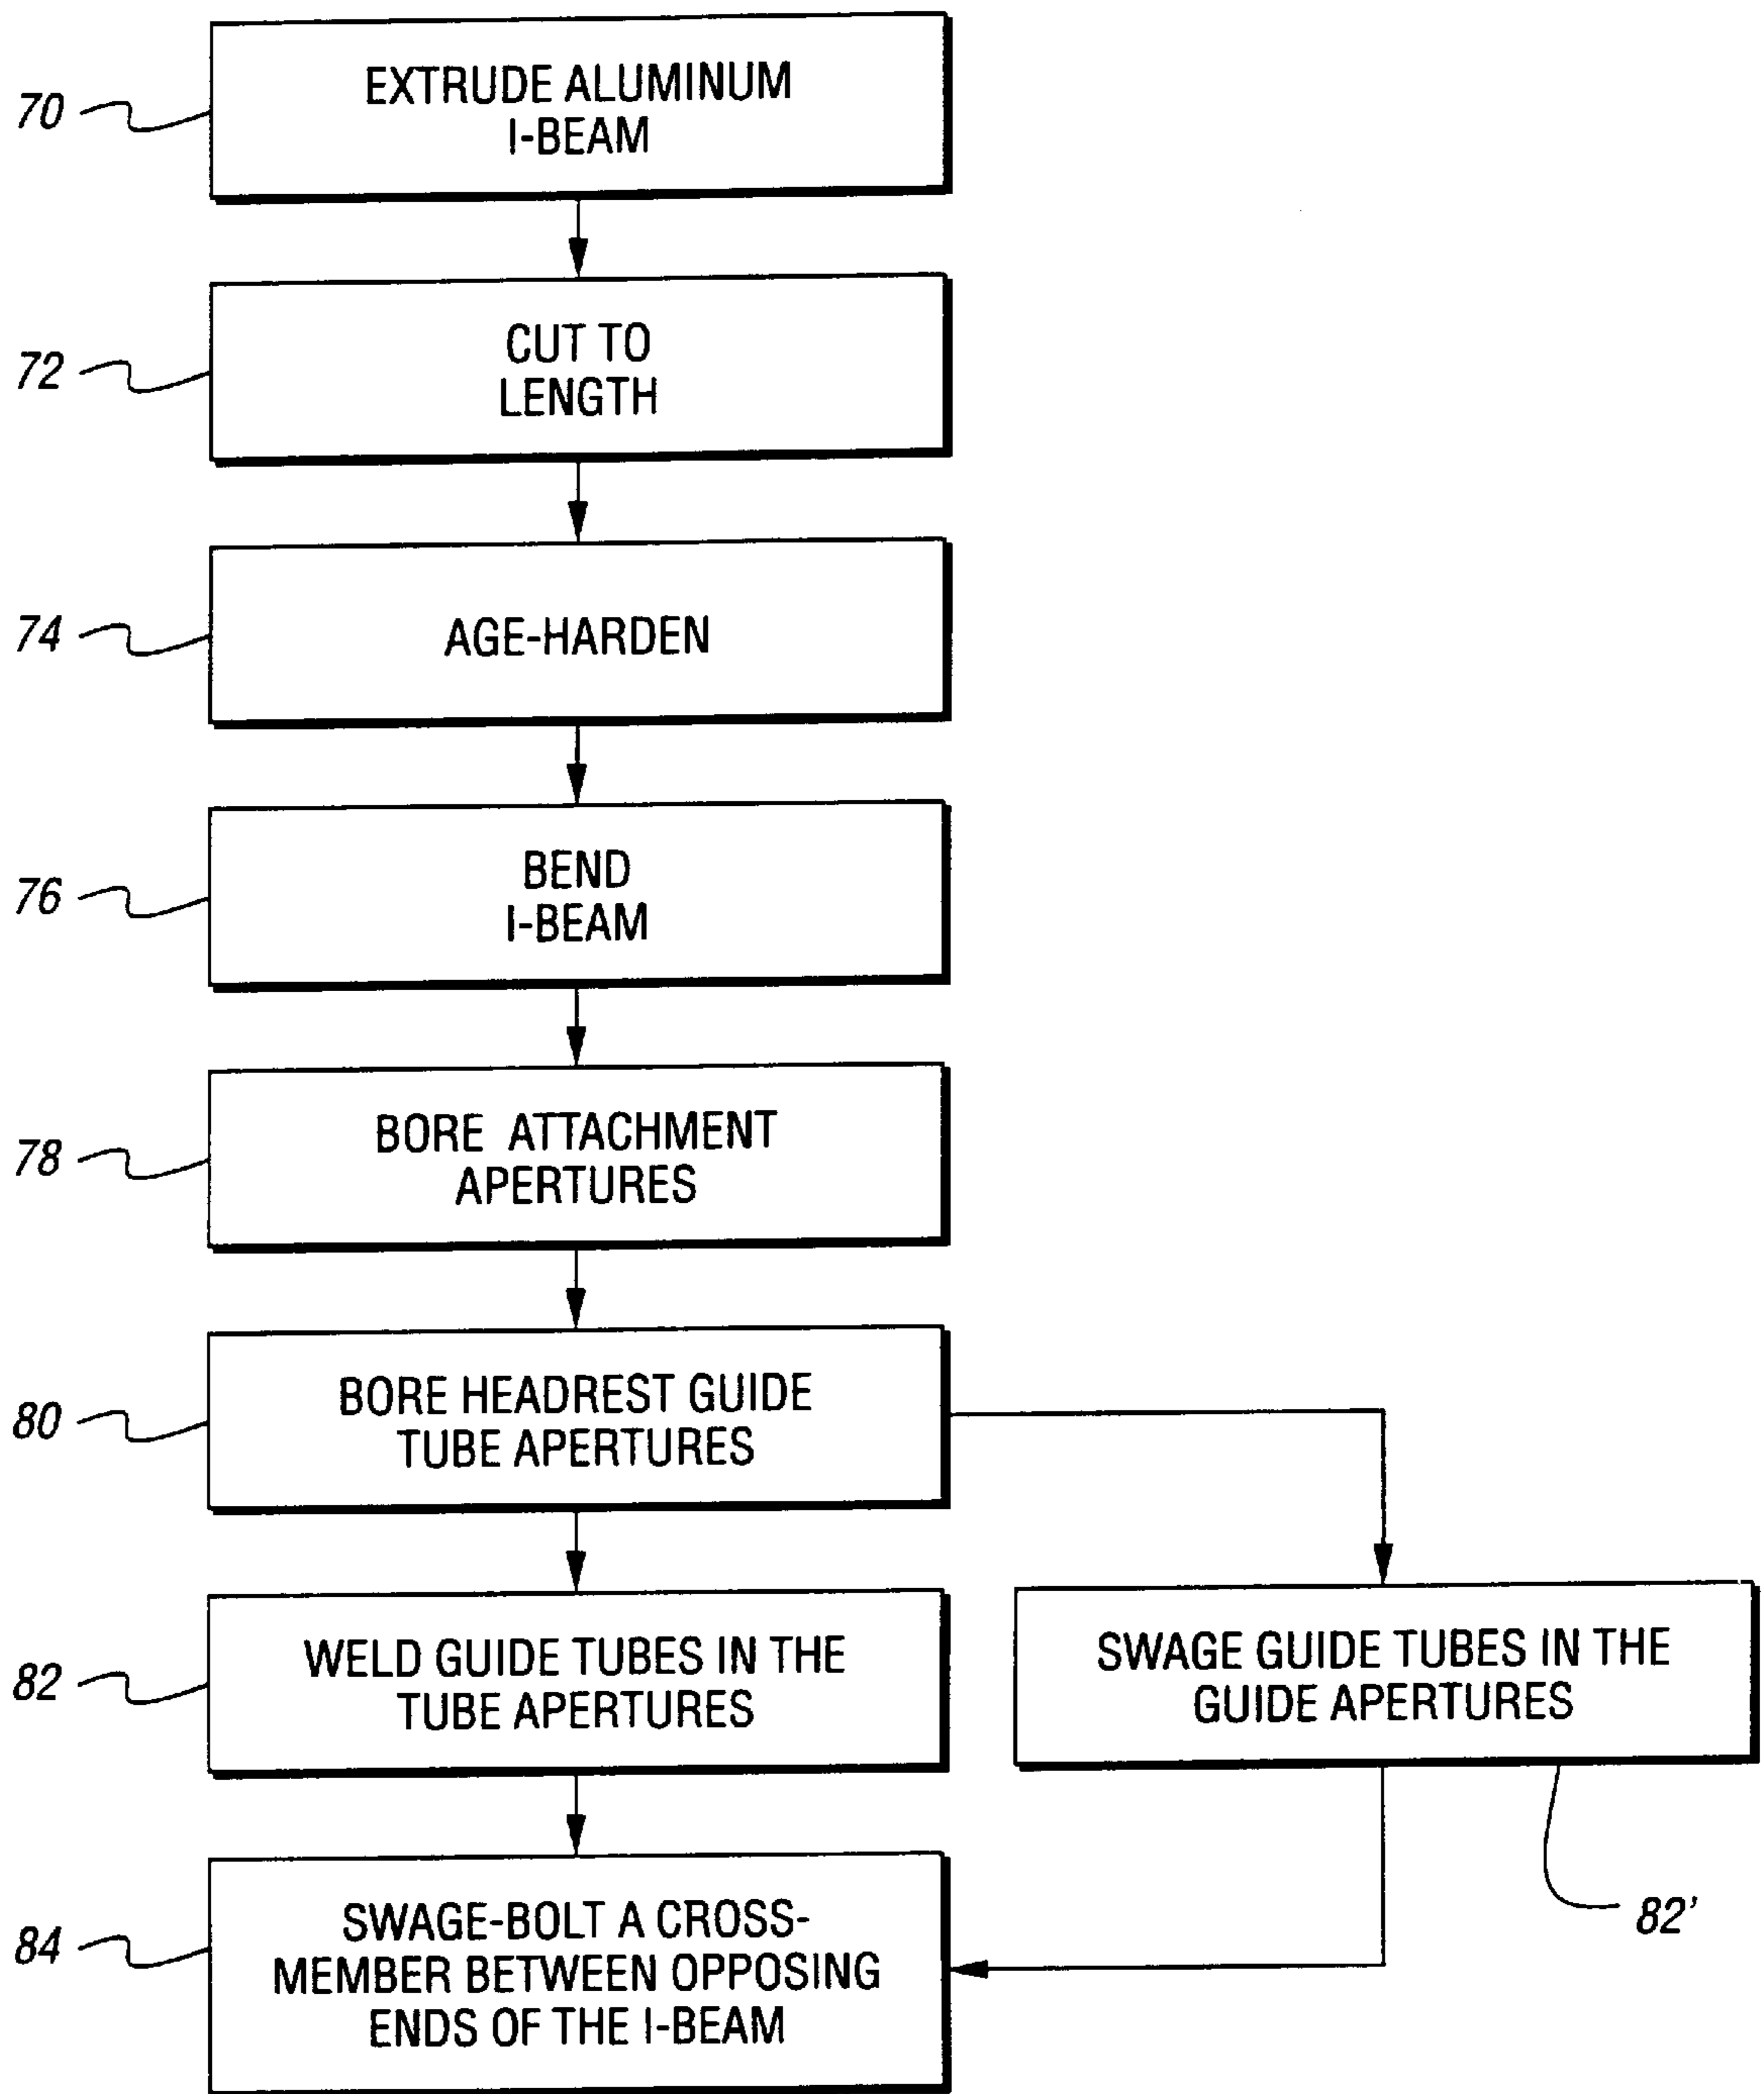 70
EXTRUDE ALUMINUM
I-BEAM
72
CUT TO
LENGTH
74
AGE-HARDEN
76
BEND
I-BEAM
78
BORE ATTACHMENT
APERTURES
80
BORE HEADREST GUIDE
TUBE APERTURES
82
WELD GUIDE TUBES IN THE
TUBE APERTURES
SWAGE GUIDE TUBES IN THE
GUIDE APERTURES
82'
84
SWAGE-BOLT A CROSS-
MEMBER BETWEEN OPPOSING
ENDS OF THE I-BEAM